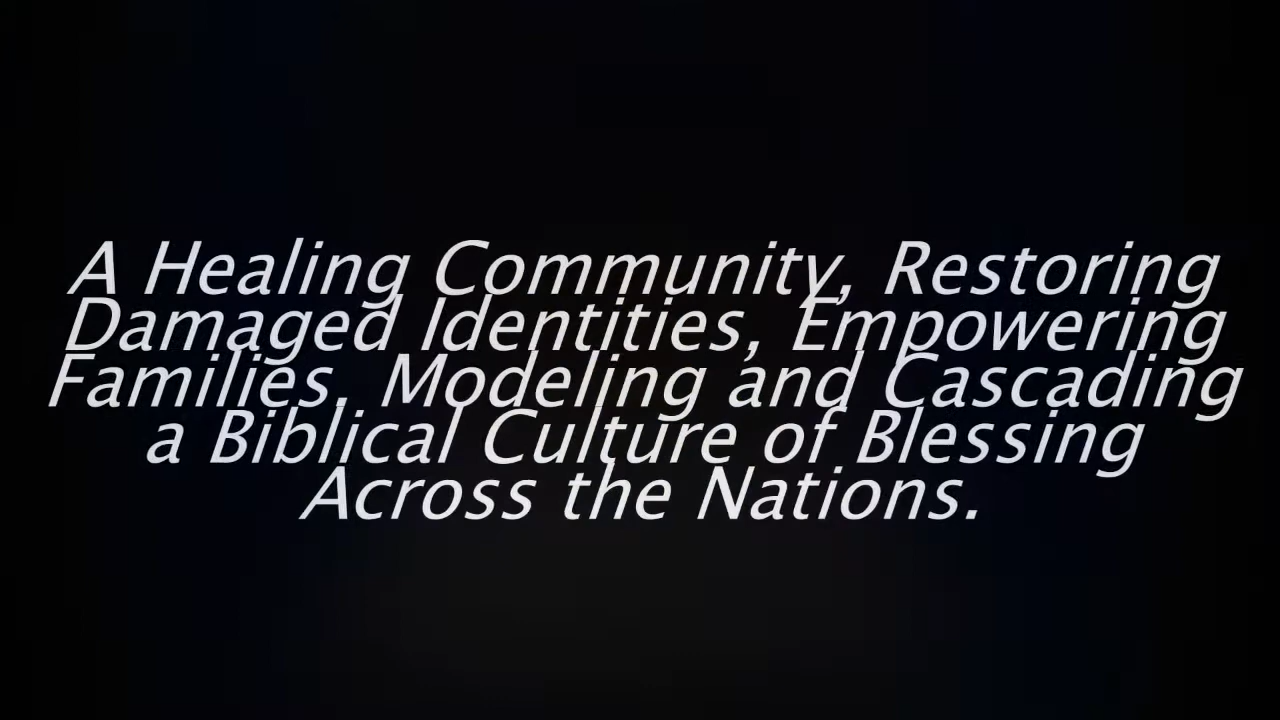 A Healing Community, Restoring
Damaged Identities, Empowering
Families, Modeling and Cascading
a Biblical Culture of Blessing
Across the Nations.